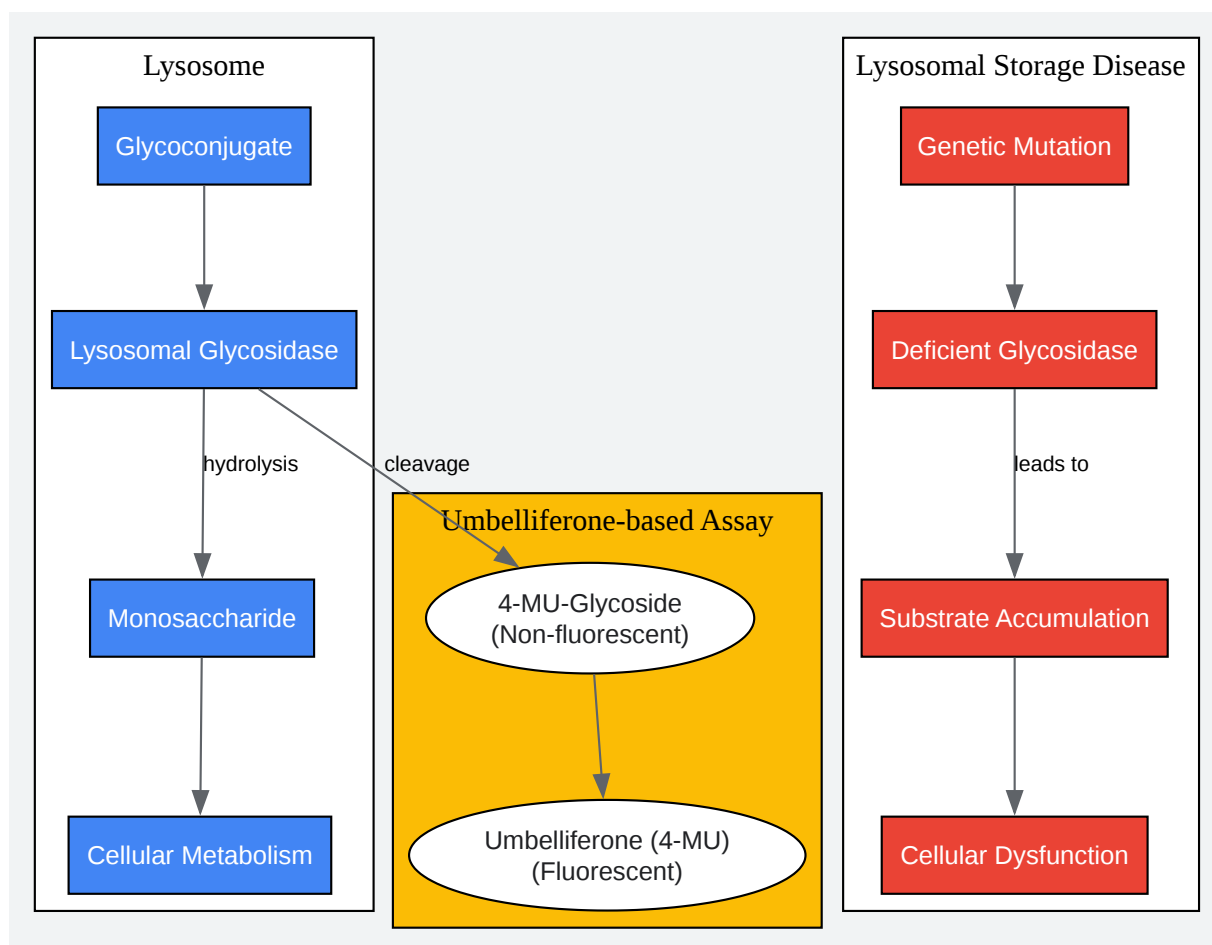 Lysosome
Glycoconjugate
Lysosomal Glycosidase
hydrolysis
cleavage
Monosaccharide
Cellular Metabolism
Umbelliferone-based Assay
4-MU-Glycoside
(Non-fluorescent)
Umbelliferone (4-MU)
(Fluorescent)
Lysosomal Storage Disease
Genetic Mutation
Deficient Glycosidase
leads to
Substrate Accumulation
Cellular Dysfunction